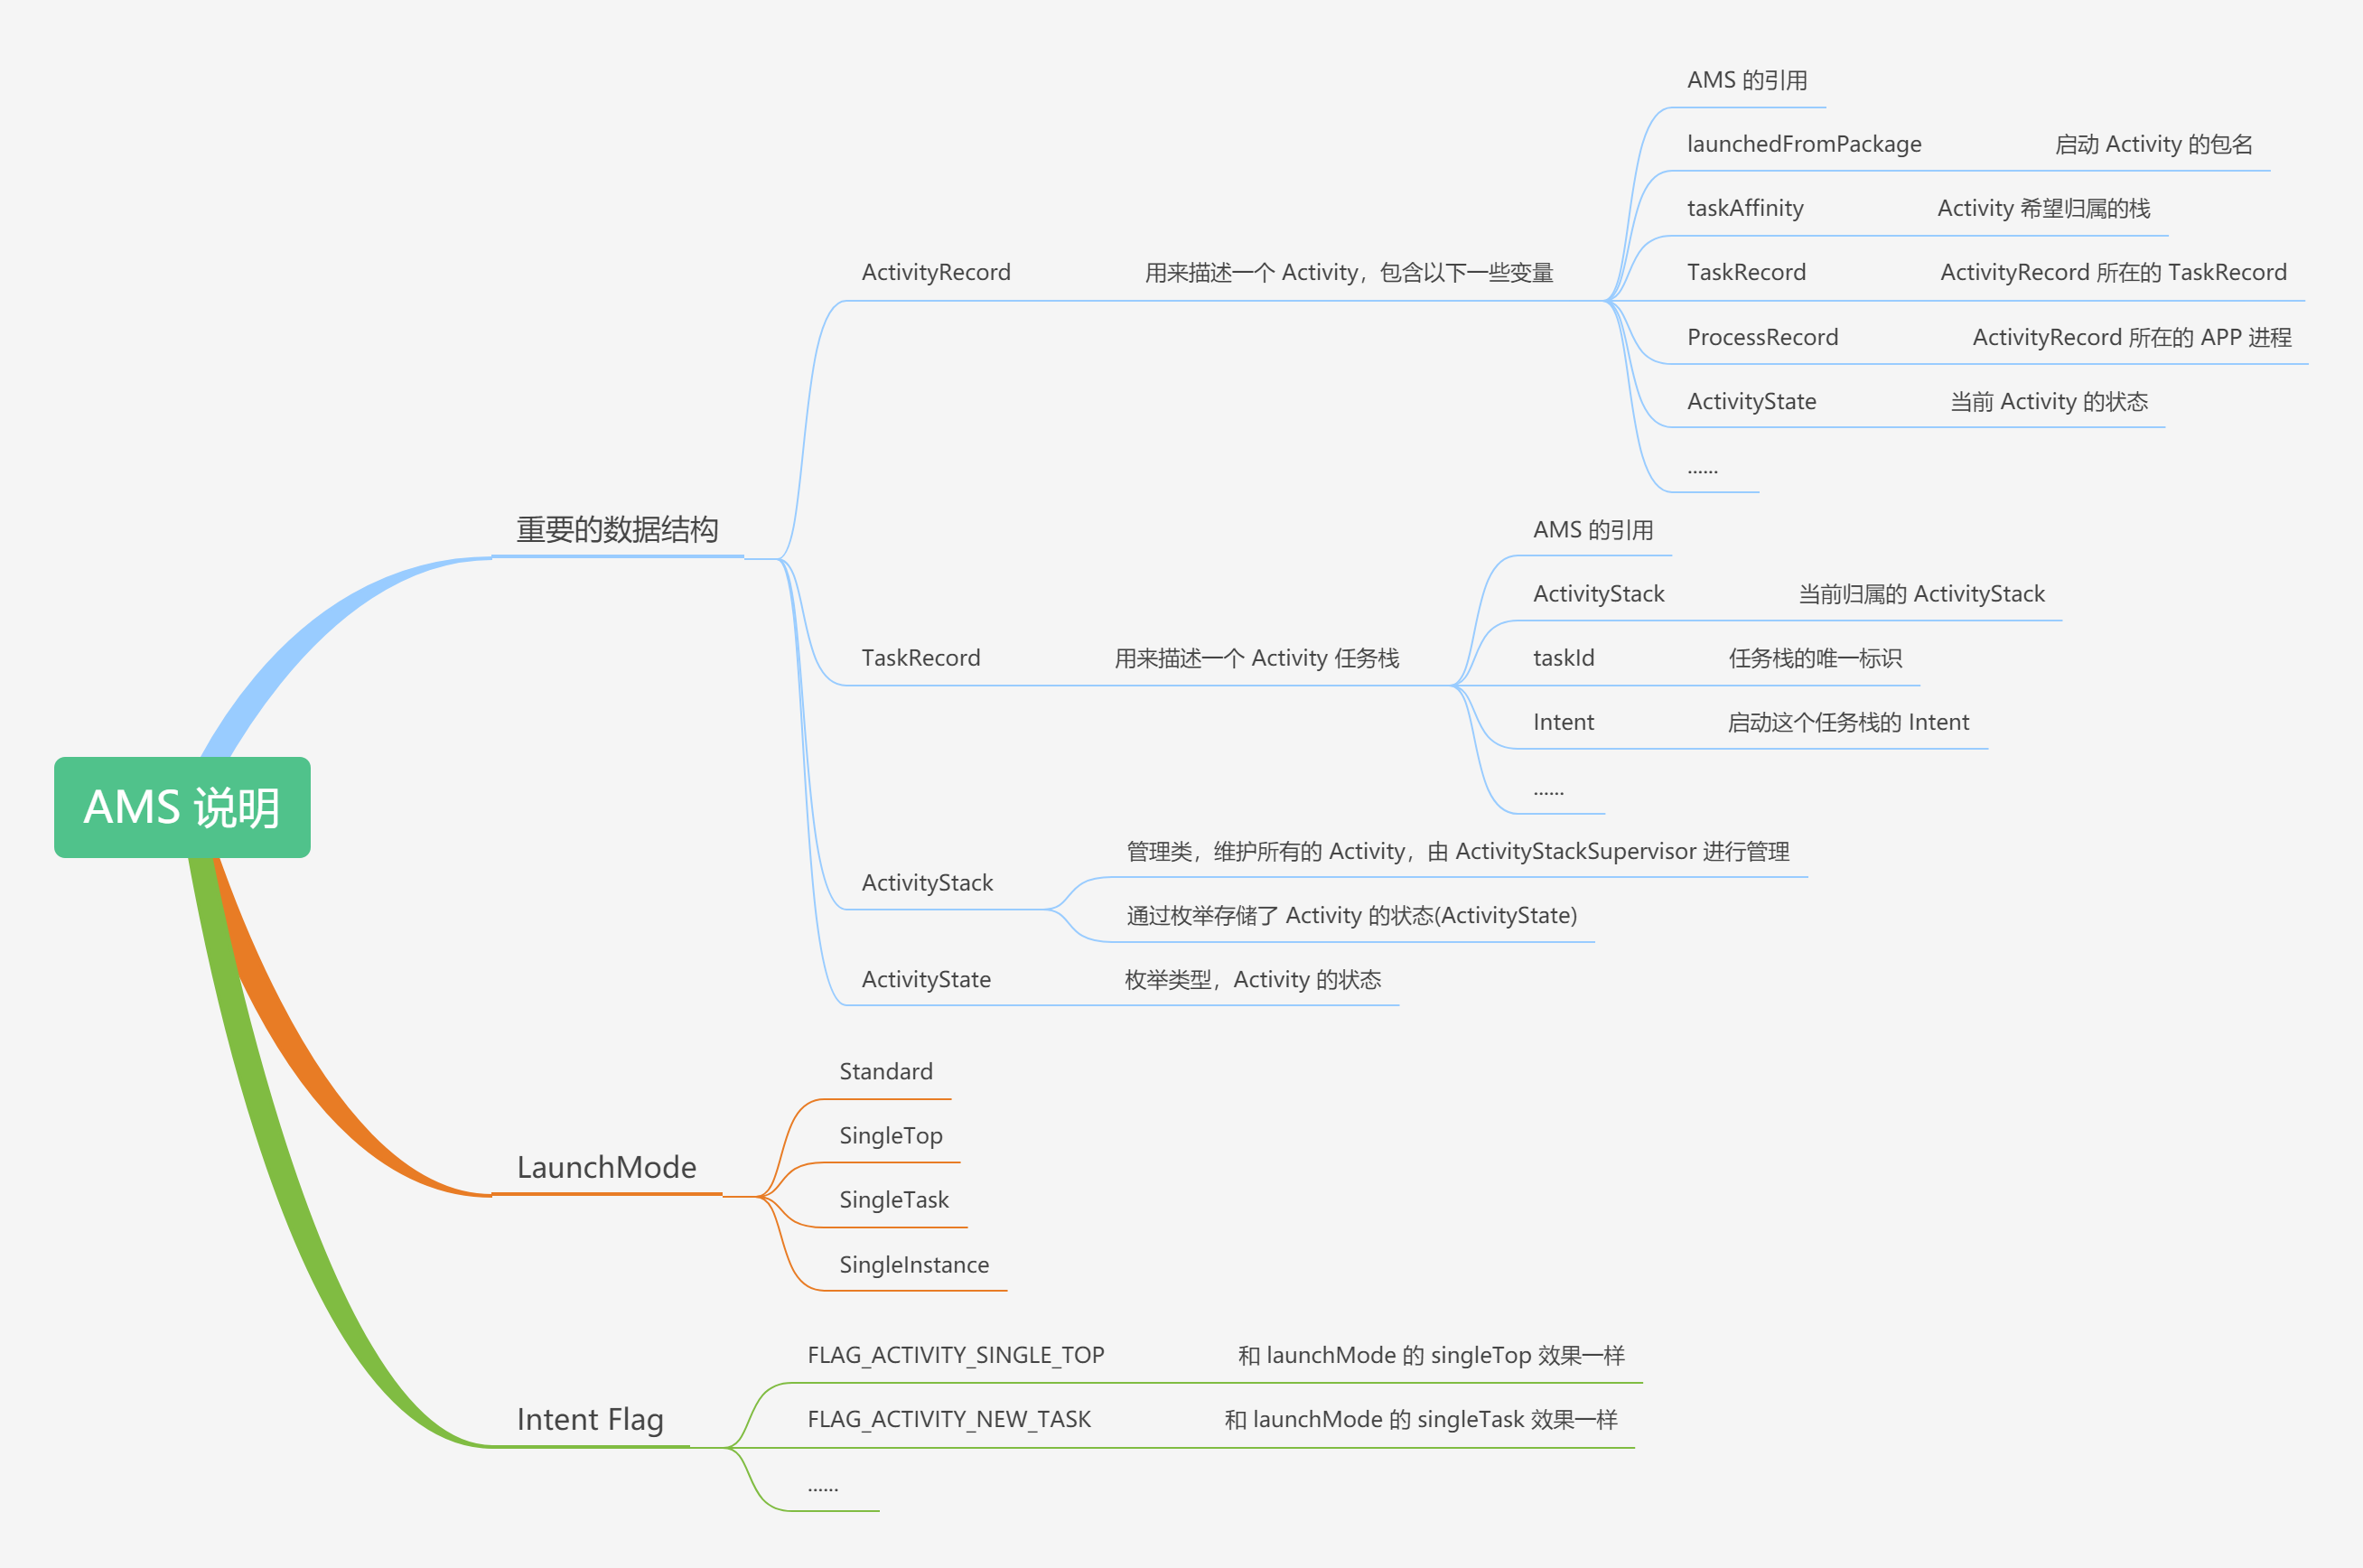 AMS 说明
重要的数据结构
ActivityRecord 用来描述一个 Activity，包含以下一些变量
AMS 的引用
launchedFromPackage 启动 Activity 的包名
taskAffinity Activity 希望归属的栈
TaskRecord ActivityRecord 所在的 TaskRecord
ProcessRecord ActivityRecord 所在的 APP 进程
ActivityState 当前 Activity 的状态
......
TaskRecord 用来描述一个 Activity 任务栈
AMS 的引用
ActivityStack 当前归属的 ActivityStack
taskId 任务栈的唯一标识
Intent 启动这个任务栈的 Intent
......
ActivityStack
管理类，维护所有的 Activity，由 ActivityStackSupervisor 进行管理
通过枚举存储了 Activity 的状态(ActivityState)
ActivityState 枚举类型，Activity 的状态
LaunchMode
Standard
SingleTop
SingleTask
SingleInstance
Intent Flag
FLAG_ACTIVITY_SINGLE_TOP 和 launchMode 的 singleTop 效果一样
FLAG_ACTIVITY_NEW_TASK 和 launchMode 的 singleTask 效果一样
......